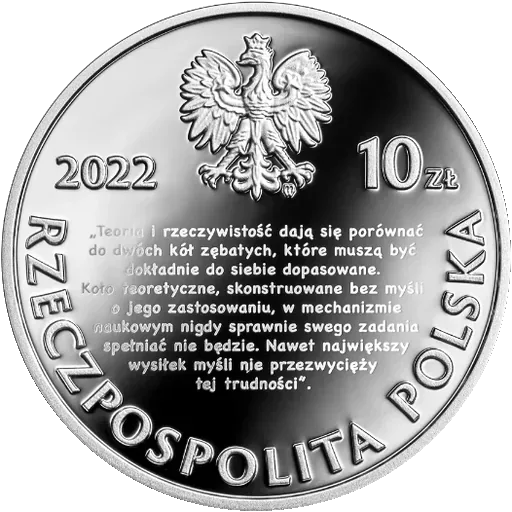 2022 10 ZŁ
„Teoria i rzeczywistość dają się porównać
do dwóch kół zębatych, które muszą być
dokładnie do siebie dopasowane.
Koło teoretyczne, skonstruowane bez myśli
o jego zastosowaniu, w mechanizmie
naukowym nigdy sprawnie swego zadania
spełniać nie będzie. Nawet największy
wysiłek myśli nie przezwycięży
tej trudności”.
RZECZPOSPOLITA POLSKA